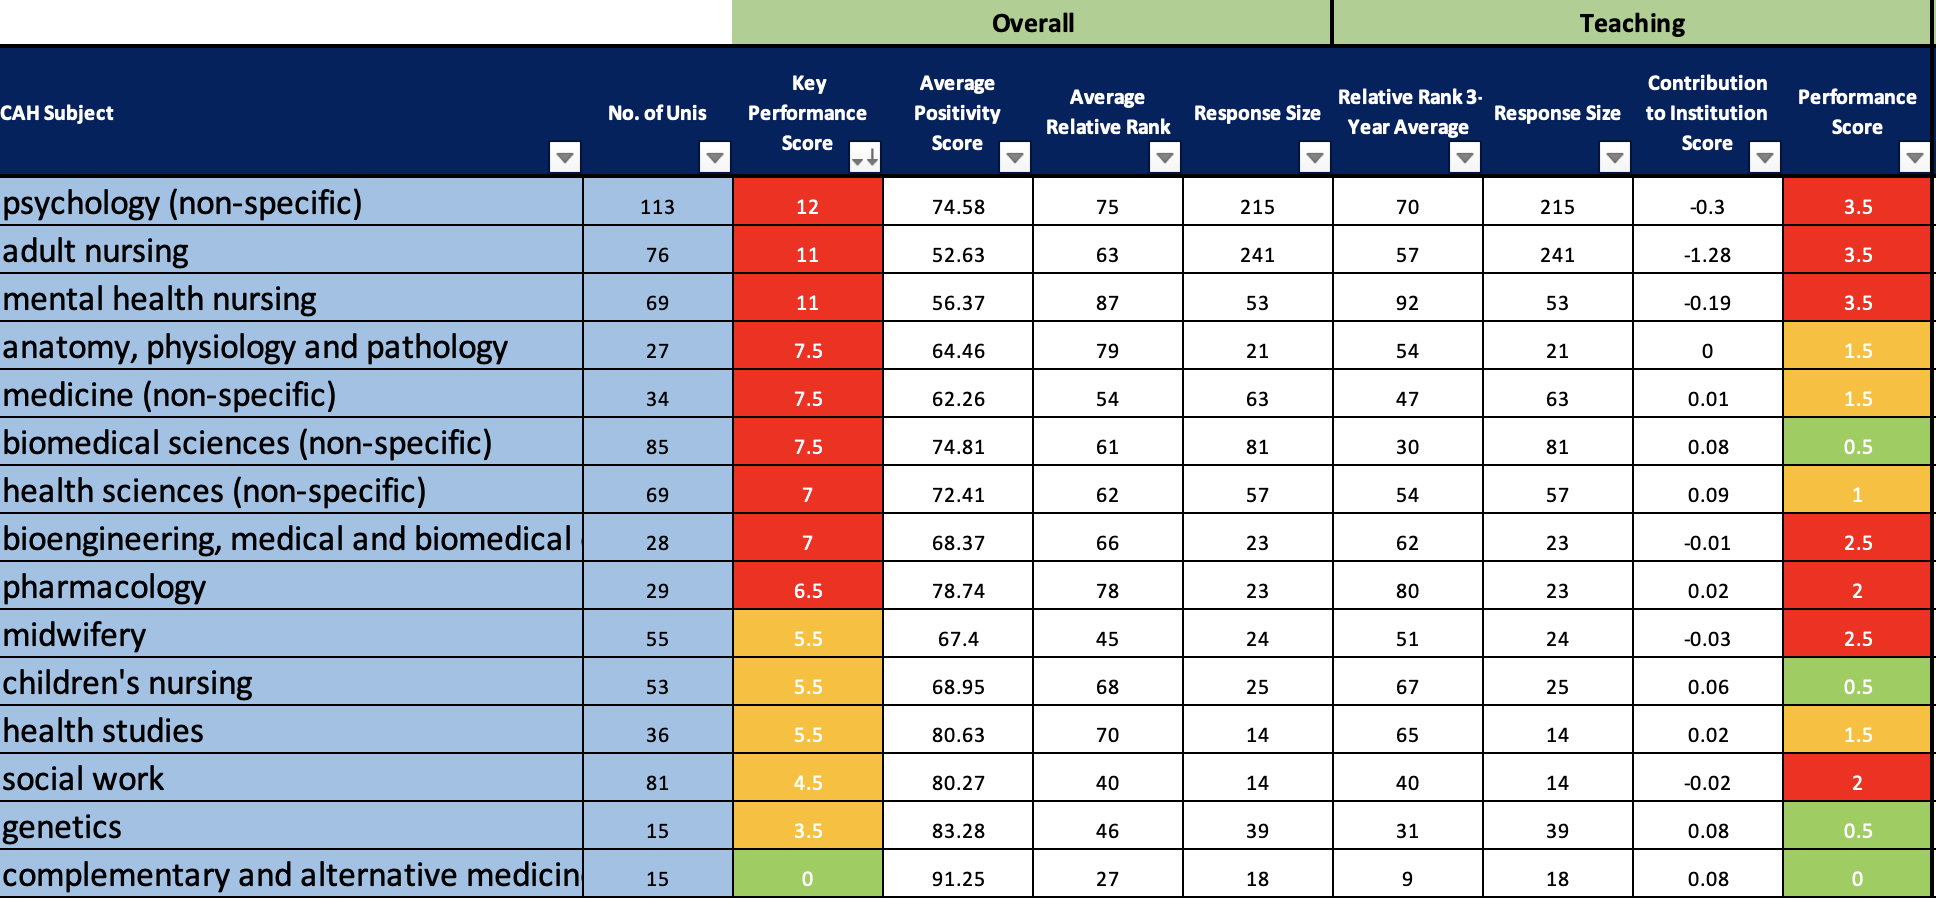 Overall Teaching
CAH Subject No. of Unis Key Performance Score Average Positivity Score Average Relative Rank Response Size Relative Rank 3-Year Average Response Size Contribution to Institution Score Performance Score
psychology (non-specific) 113 12 74.58 75 215 70 215 -0.3 3.5
adult nursing 76 11 52.63 63 241 57 241 -1.28 3.5
mental health nursing 69 11 56.37 87 53 92 53 -0.19 3.5
anatomy, physiology and pathology 27 7.5 64.46 79 21 54 21 0 1.5
medicine (non-specific) 34 7.5 62.26 54 63 47 63 0.01 1.5
biomedical sciences (non-specific) 85 7.5 74.81 61 81 30 81 0.08 0.5
health sciences (non-specific) 69 7 72.41 62 57 54 57 0.09 1
bioengineering, medical and biomedical 28 7 68.37 66 23 62 23 -0.01 2.5
pharmacology 29 6.5 78.74 78 23 80 23 0.02 2
midwifery 55 5.5 67.4 45 24 51 24 -0.03 2.5
children's nursing 53 5.5 68.95 68 25 67 25 0.06 0.5
health studies 36 5.5 80.63 70 14 65 14 0.02 1.5
social work 81 4.5 80.27 40 14 40 14 -0.02 2
genetics 15 3.5 83.28 46 39 31 39 0.08 0.5
complementary and alternative medicin 15 0 91.25 27 18 9 18 0.08 0